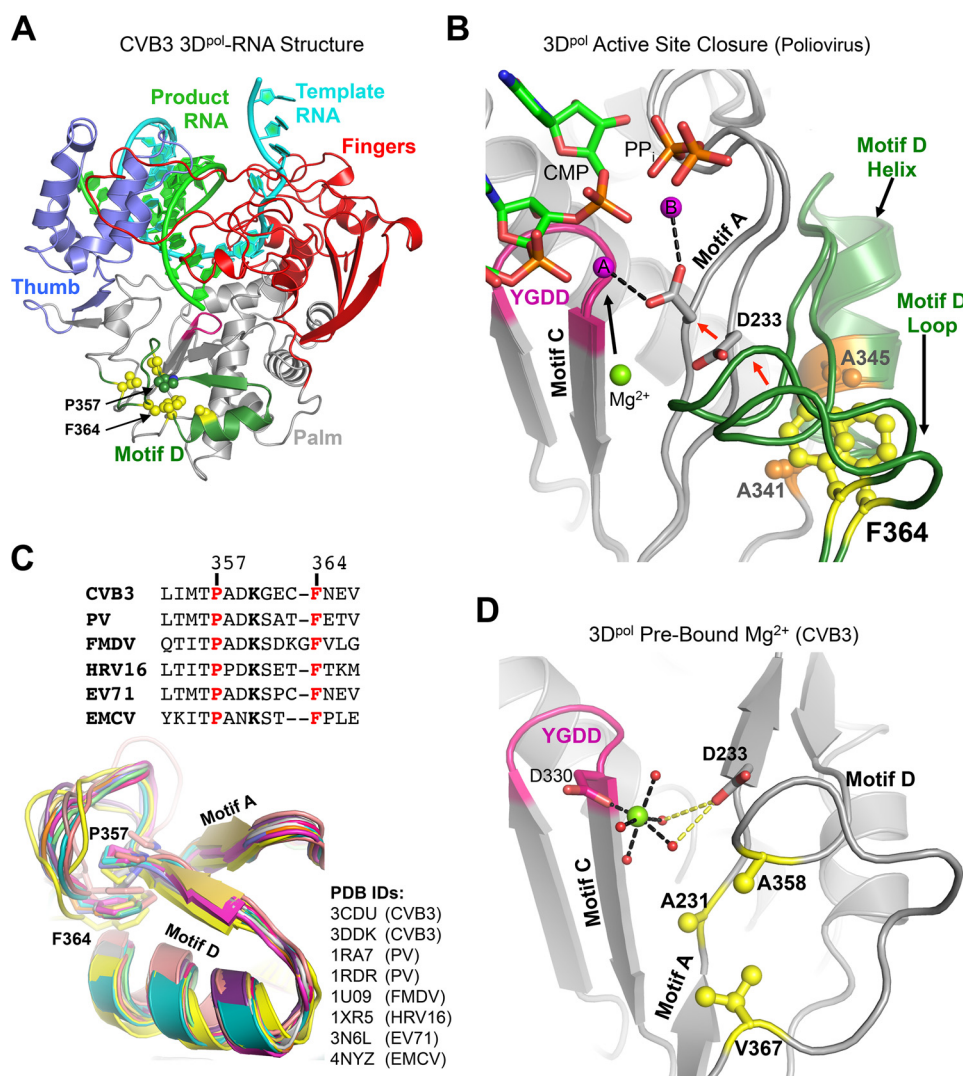 A
CVB3 3Dpol-RNA Structure
Product
RNA
Template
RNA
Fingers
Thumb
P357
F364
Palm
Motif D
B
3Dpol Active Site Closure (Poliovirus)
CMP
PPi
Motif D
Helix
B
Motif A
A
YGDD
D233
Motif D
Loop
Motif C
Mg2+
A345
A341
F364
C
357 364
CVB3 LIMTPADKGEC-FNEV
PV LTMTPADKSAT-FETV
FMDV QTITPADKSDKGFVLG
HRV16 LTITPPDKSET-FTKM
EV71 LTMTPADKSPC-FNEV
EMCV YKITPANKST--FPLE
Motif A
P357
F364
Motif D
PDB IDs:
3CDU (CVB3)
3DDK (CVB3)
1RA7 (PV)
1RDR (PV)
1U09 (FMDV)
1XR5 (HRV16)
3N6L (EV71)
4NYZ (EMCV)
D
3Dpol Pre-Bound Mg2+ (CVB3)
YGDD
D233
D330
Motif D
Motif C
A231
A358
Motif A
V367